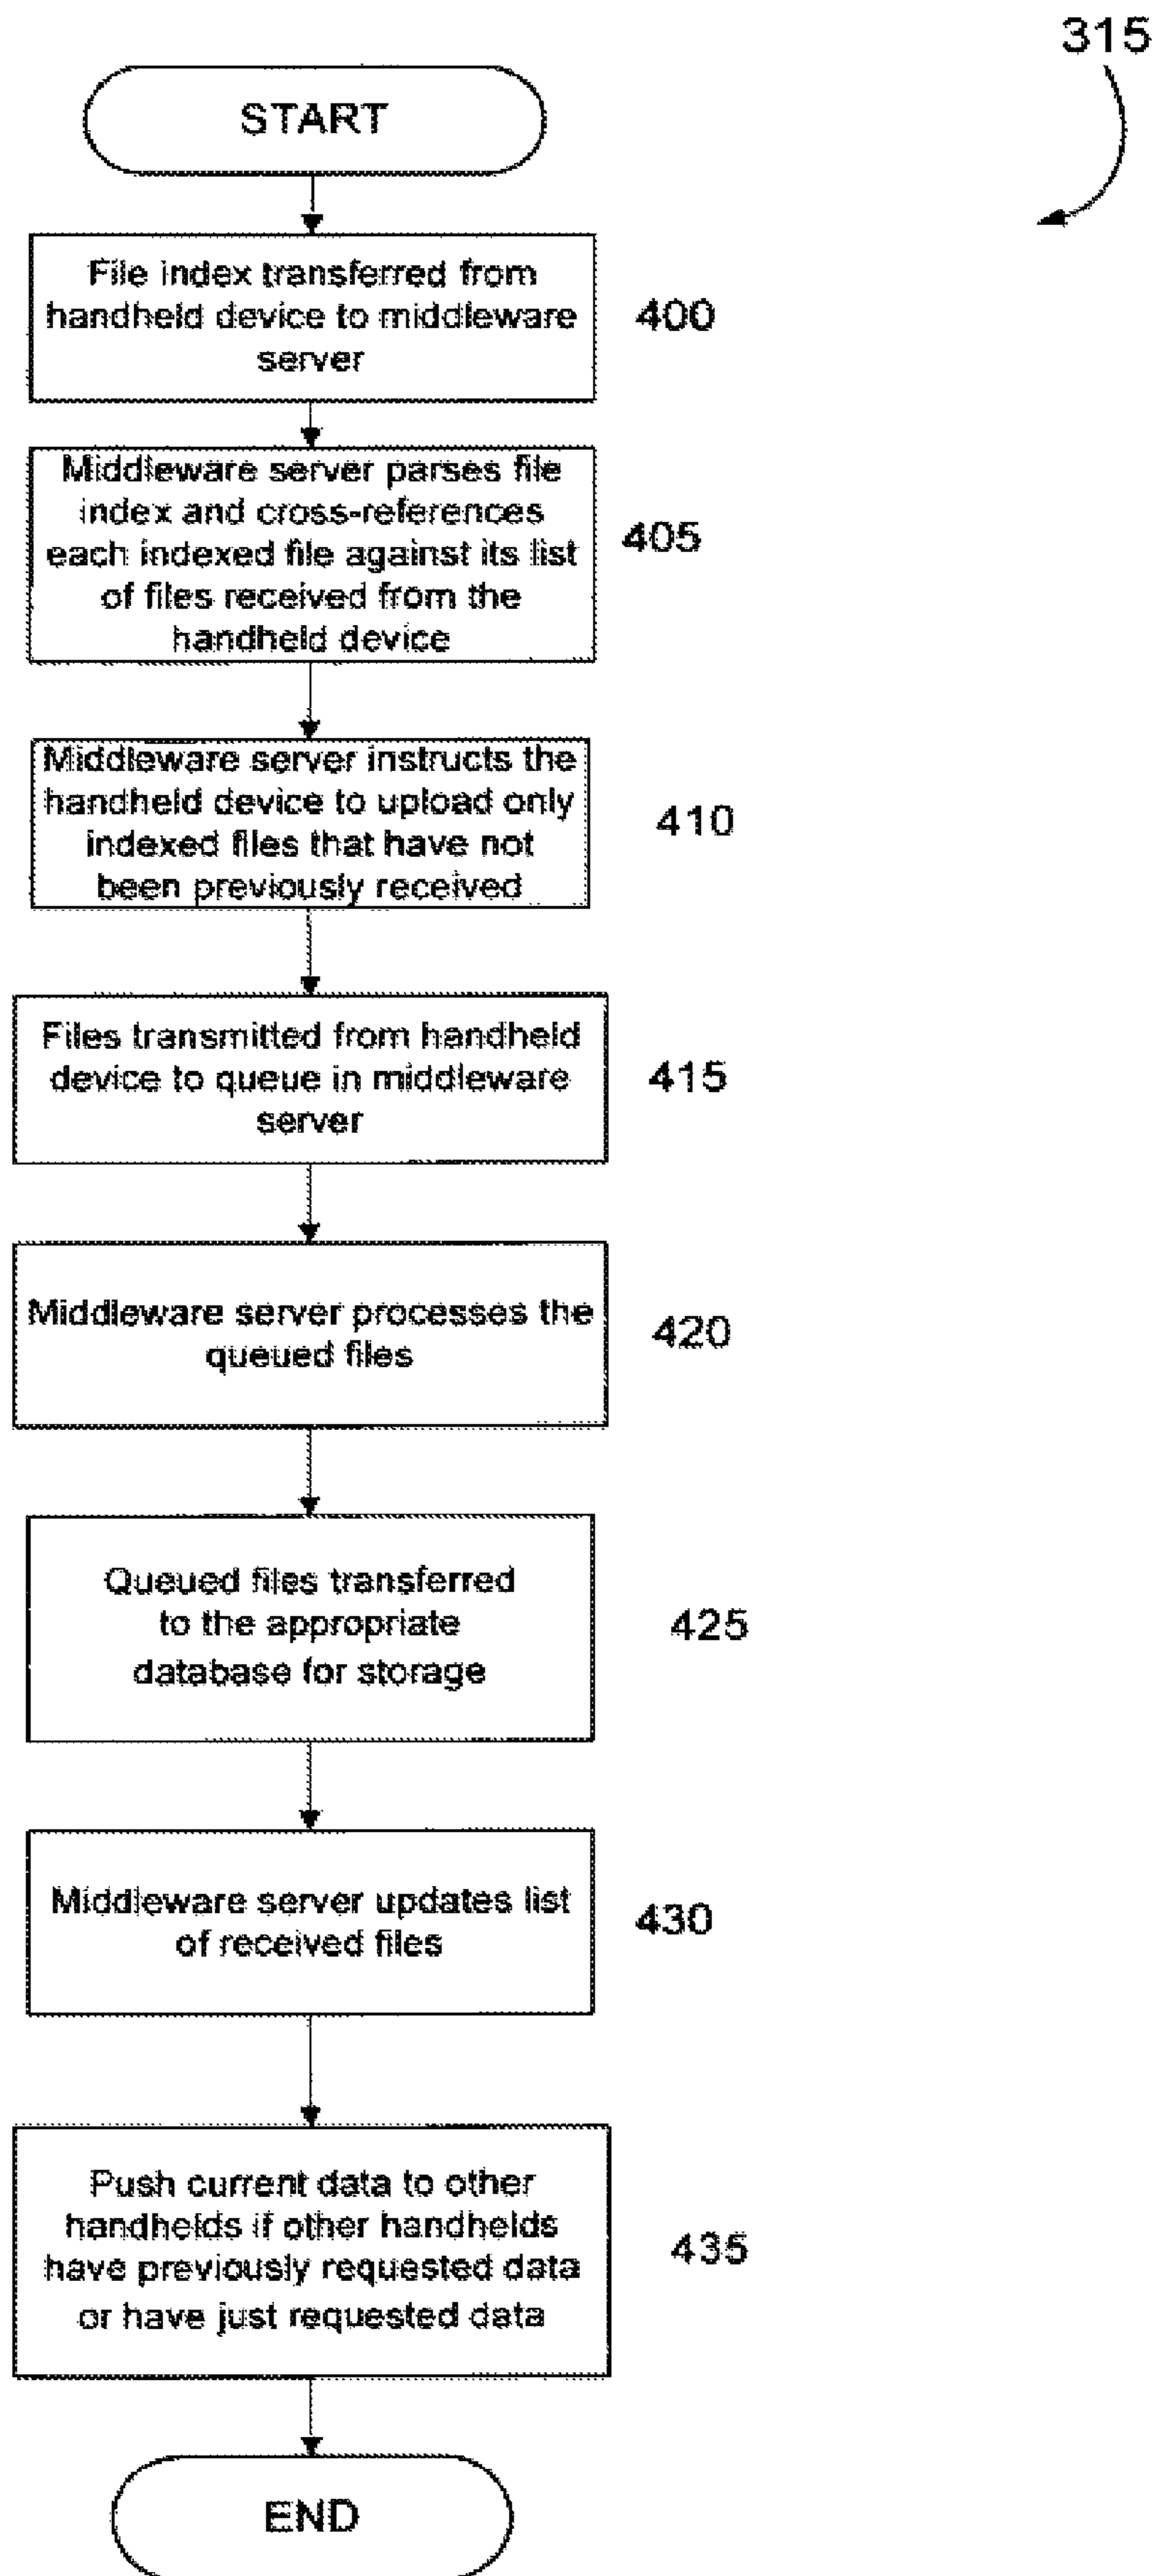 315
START
File index transferred from
handheld device to middleware
server
400
Middleware server parses file
index and cross-references
each indexed file against its list
of files received from the
handheld device
405
Middleware server instructs the
handheld device to upload only
indexed files that have not
been previously received
410
Files transmitted from handheld
device to queue in middleware
server
415
Middleware server processes the
queued files
420
Queued files transferred
to the appropriate
database for storage
425
Middleware server updates list
of received files
430
Push current data to other
handhelds if other handhelds
have previously requested data
or have just requested data
435
END